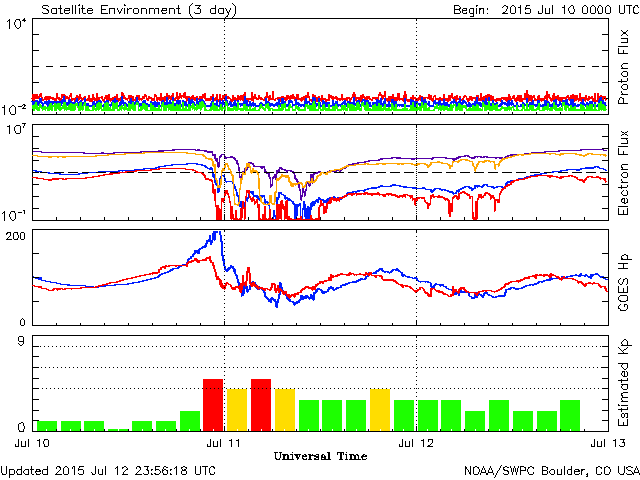 Satellite Environment (3 day)
Begin: 2015 Jul 10 0000 UTC
10⁴
10⁻²
Proton Flux
10⁷
10⁻¹
Electron Flux
200
0
GOES Hp
9
0
Estimated Kp
Jul 10
Jul 11
Jul 12
Jul 13
Universal Time
Updated 2015 Jul 12 23:56:18 UTC
NOAA/SWPC Boulder, CO USA